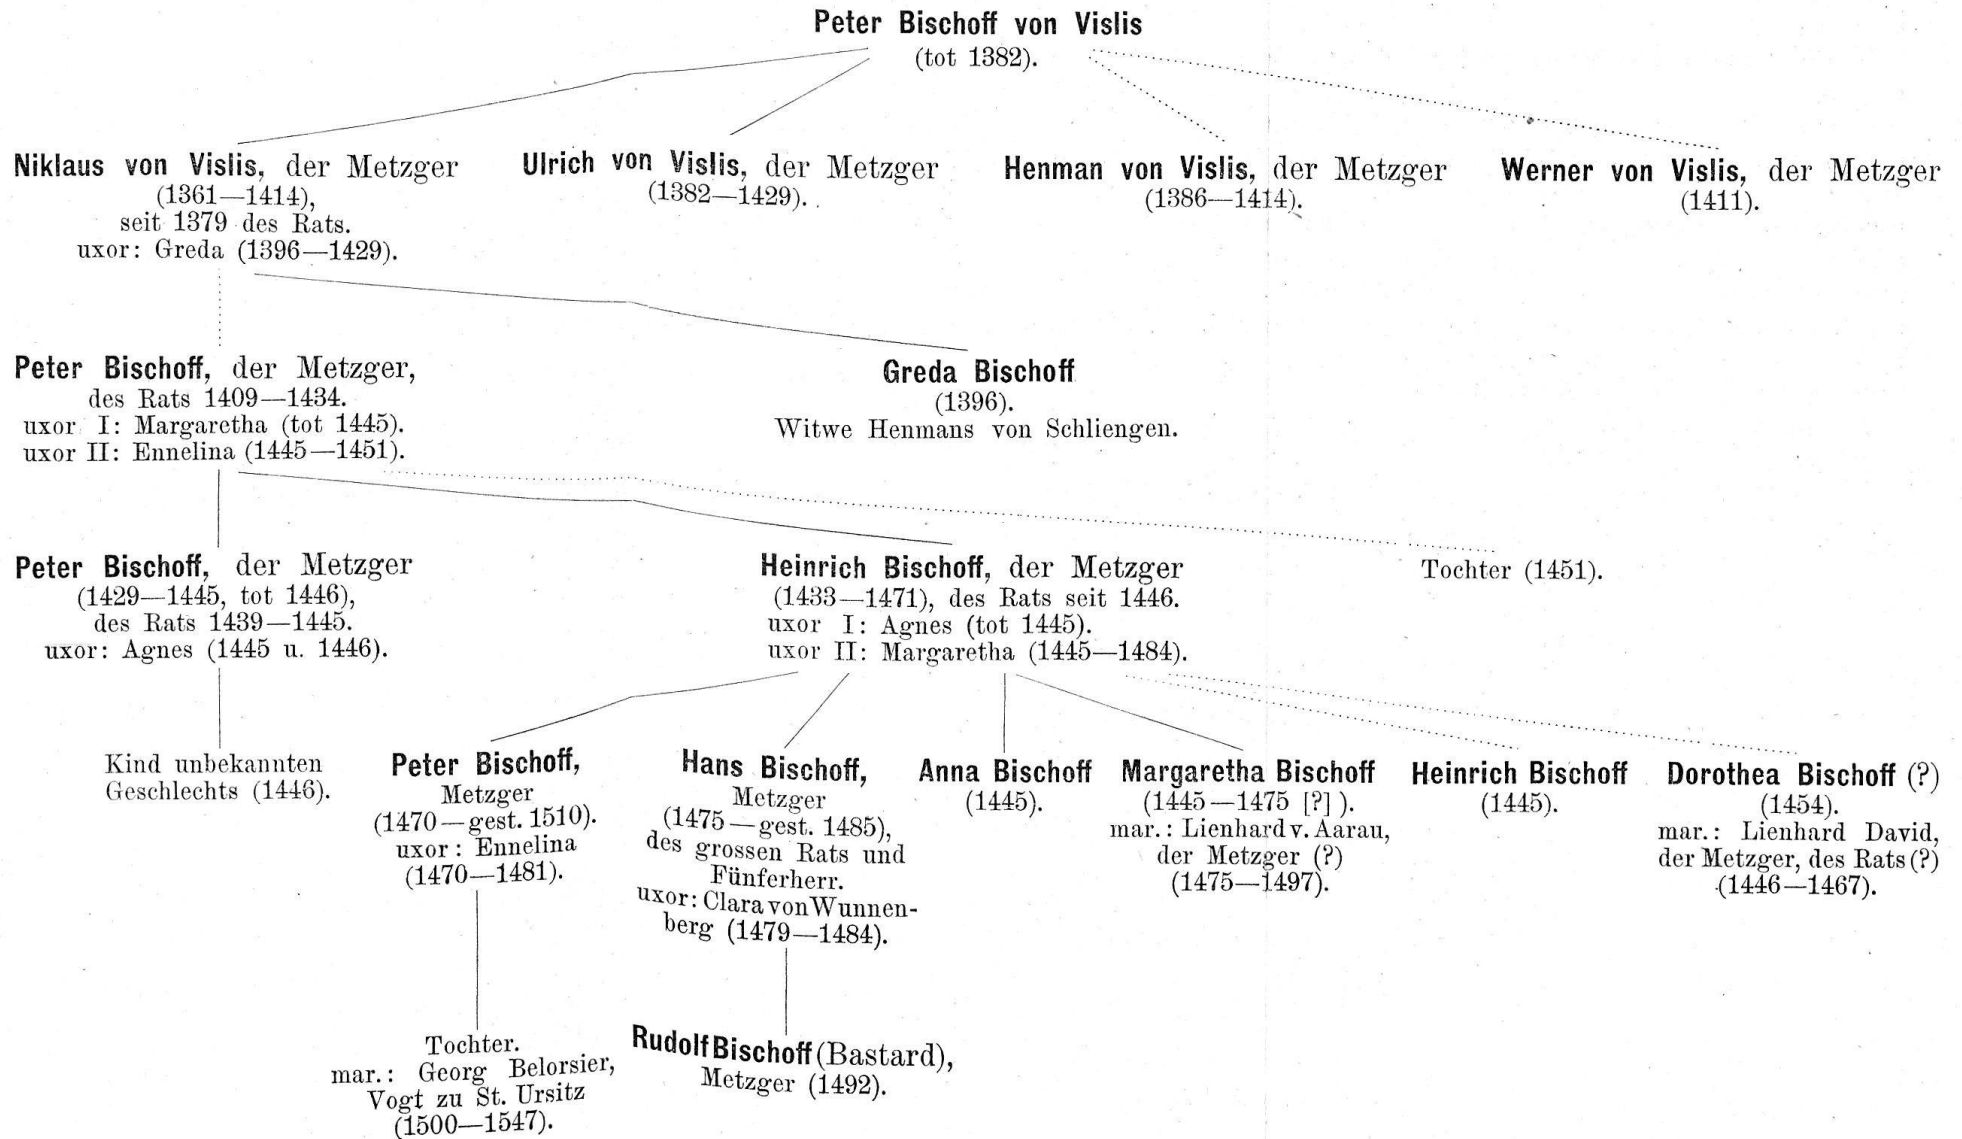 Peter Bischoff von Vislis
(tot 1382).
Niklaus von Vislis, der Metzger
(1361—1414),
seit 1379 des Rats.
uxor: Greda (1396—1429).
Ulrich von Vislis, der Metzger
(1382—1429).
Henman von Vislis, der Metzger
(1386—1414).
Werner von Vislis, der Metzger
(1411).
Peter Bischoff, der Metzger,
des Rats 1409—1434.
uxor I: Margaretha (tot 1445).
uxor II: Ennelina (1445—1451).
Greda Bischoff
(1396).
Witwe Henmans von Schliengen.
Peter Bischoff, der Metzger
(1429—1445, tot 1446),
des Rats 1439—1445.
uxor: Agnes (1445 u. 1446).
Heinrich Bischoff, der Metzger
(1433—1471), des Rats seit 1446.
uxor I: Agnes (tot 1445).
uxor II: Margaretha (1445—1484).
Tochter (1451).
Kind unbekannten
Geschlechts (1446).
Peter Bischoff,
Metzger
(1470—gest. 1510).
uxor: Ennelina
(1470—1481).
Hans Bischoff,
Metzger
(1475—gest. 1485),
des grossen Rats und
Fünferherr.
uxor: Clara von Wunnen-
berg (1479—1484).
Anna Bischoff
(1445).
Margaretha Bischoff
(1445—1475 [?] ).
mar.: Lienhard v. Aarau,
der Metzger (?)
(1475—1497).
Heinrich Bischoff
(1445).
Dorothea Bischoff (?)
(1454).
mar.: Lienhard David,
der Metzger, des Rats (?)
(1446—1467).
Tochter.
mar.: Georg Belorsier,
Vogt zu St. Ursitz
(1500—1547).
Rudolf Bischoff (Bastard),
Metzger (1492).